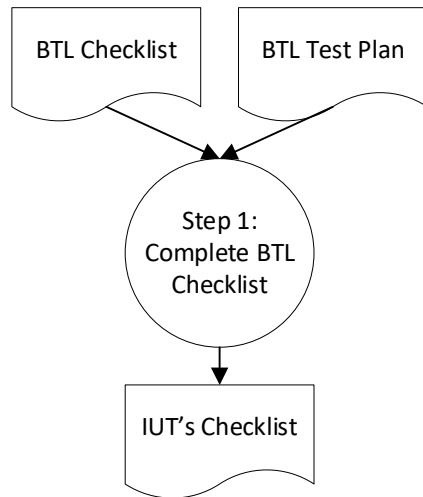 BTL Checklist
BTL Test Plan
Step 1:
Complete BTL
Checklist
IUT’s Checklist